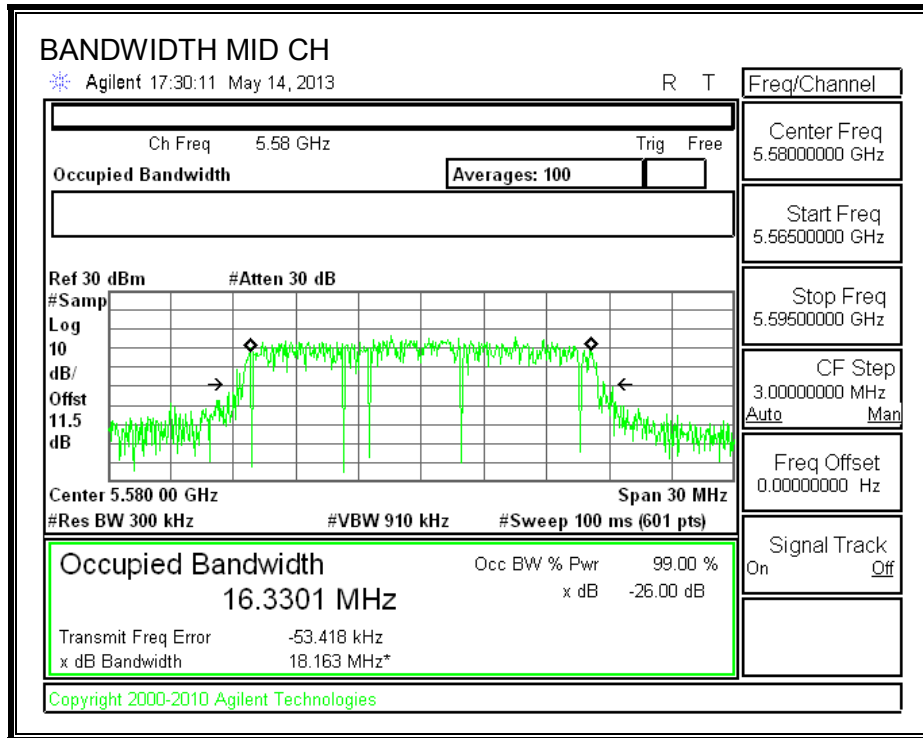 BANDWIDTH MID CH
Agilent 17:30:11 May 14, 2013 R T
Freq/Channel
Ch Freq 5.58 GHz Trig Free
Occupied Bandwidth Averages: 100
Center Freq
5.58000000 GHz
Start Freq
5.56500000 GHz
Stop Freq
5.59500000 GHz
CF Step
3.00000000 MHz
Auto Man
Freq Offset
0.00000000 Hz
Signal Track
On Off
Ref 30 dBm #Atten 30 dB
#Samp
Log
10
dB/
Offst
11.5
dB
Center 5.580 00 GHz Span 30 MHz
#Res BW 300 kHz #VBW 910 kHz #Sweep 100 ms (601 pts)
Occupied Bandwidth Occ BW % Pwr 99.00 %
16.3301 MHz x dB -26.00 dB
Transmit Freq Error -53.418 kHz
x dB Bandwidth 18.163 MHz*
Copyright 2000-2010 Agilent Technologies